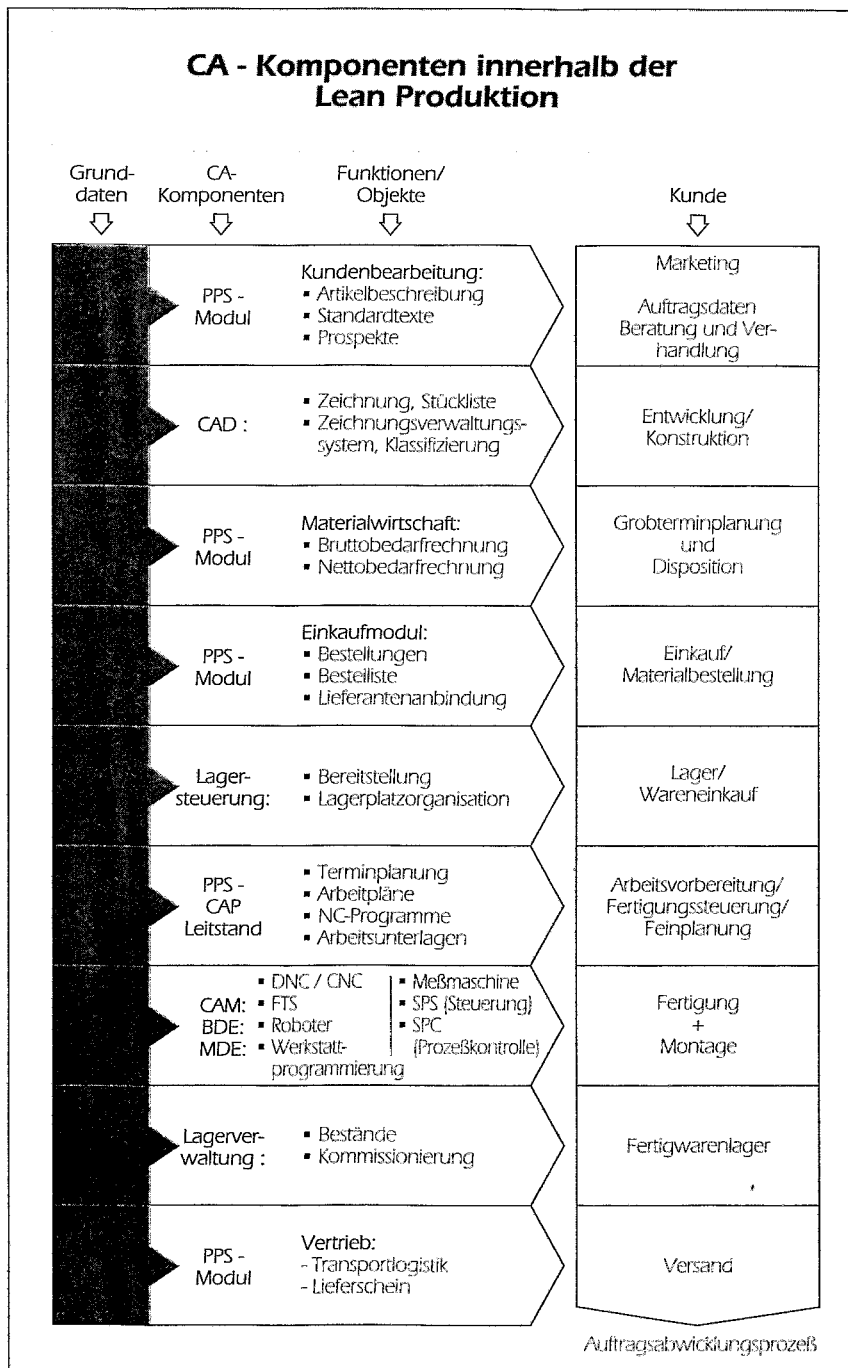 CA - Komponenten innerhalb der
Lean Produktion
Grund-
daten
CA-
Komponenten
Funktionen/
Objekte
Kunde
PPS -
Modul
Kundenbearbeitung:
▪ Artikelbeschreibung
▪ Standardtexte
▪ Prospekte
Marketing
Auftragsdaten
Beratung und Ver-
handlung
CAD :
▪ Zeichnung, Stückliste
▪ Zeichnungsverwaltungs-
system, Klassifizierung
Entwicklung/
Konstruktion
PPS -
Modul
Materialwirtschaft:
▪ Bruttobedarfrechnung
▪ Nettobedarfrechnung
Grobterminplanung
und
Disposition
PPS -
Modul
Einkaufmodul:
▪ Bestellungen
▪ Bestelliste
▪ Lieferantenanbindung
Einkauf/
Materialbestellung
Lager-
steuerung:
▪ Bereitstellung
▪ Lagerplatzorganisation
Lager/
Wareneinkauf
PPS -
CAP
Leitstand
▪ Terminplanung
▪ Arbeitpläne
▪ NC-Programme
▪ Arbeitsunterlagen
Arbeitsvorbereitung/
Fertigungssteuerung/
Feinplanung
CAM:
BDE:
MDE:
▪ DNC / CNC
▪ FTS
▪ Roboter
▪ Werkstatt-
programmierung
▪ Meßmaschine
▪ SPS (Steuerung)
▪ SPC
(Prozeßkontrolle)
Fertigung
+
Montage
Lagerver-
waltung :
▪ Bestände
▪ Kommissionierung
Fertigwarenlager
PPS -
Modul
Vertrieb:
- Transportlogistik
- Lieferschein
Versand
Auftragsabwicklungsprozeß